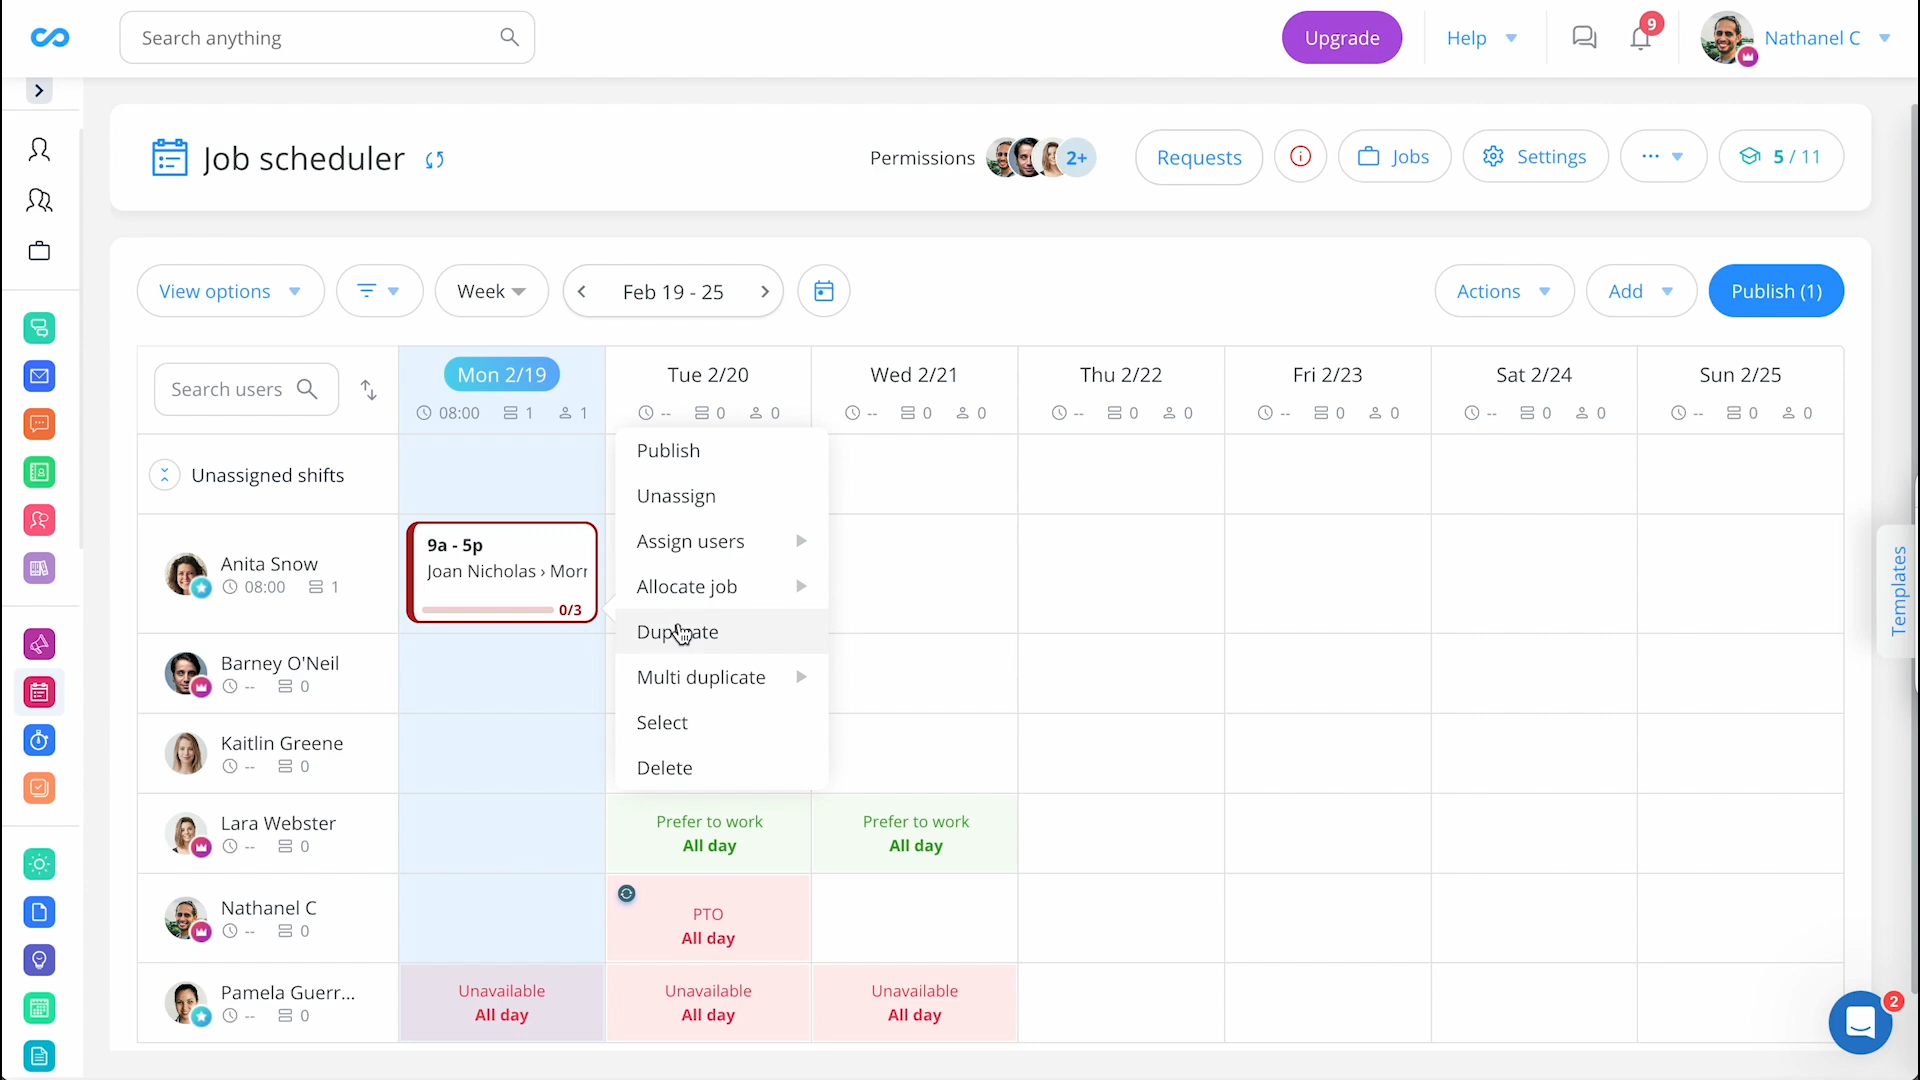 Search anything
Upgrade
Help
9
Nathanel C
Job scheduler
Permissions
2+
Requests
Jobs
Settings
5 / 11
View options
Week
Feb 19 - 25
Actions
Add
Publish (1)
Search users
Mon 2/19
08:00 1 1
Tue 2/20
-- 0 0
Wed 2/21
-- 0 0
Thu 2/22
-- 0 0
Fri 2/23
-- 0 0
Sat 2/24
-- 0 0
Sun 2/25
-- 0 0
Unassigned shifts
Anita Snow
08:00 1
9a - 5p
Joan Nicholas › Morn
0/3
Publish
Unassign
Assign users
Allocate job
Duplicate
Multi duplicate
Select
Delete
Barney O'Neil
-- 0
Kaitlin Greene
-- 0
Lara Webster
-- 0
Prefer to work
All day
Prefer to work
All day
Nathanel C
-- 0
PTO
All day
Pamela Guerr...
-- 0
Unavailable
All day
Unavailable
All day
Unavailable
All day
Templates
2